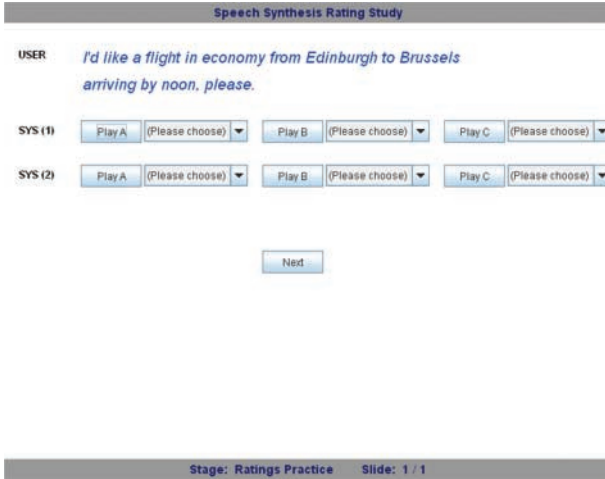 Speech Synthesis Rating Study
USER I'd like a flight in economy from Edinburgh to Brussels
arriving by noon, please.
SYS (1) Play A (Please choose) Play B (Please choose) Play C (Please choose)
SYS (2) Play A (Please choose) Play B (Please choose) Play C (Please choose)
Next
Stage: Ratings Practice Slide: 1 / 1